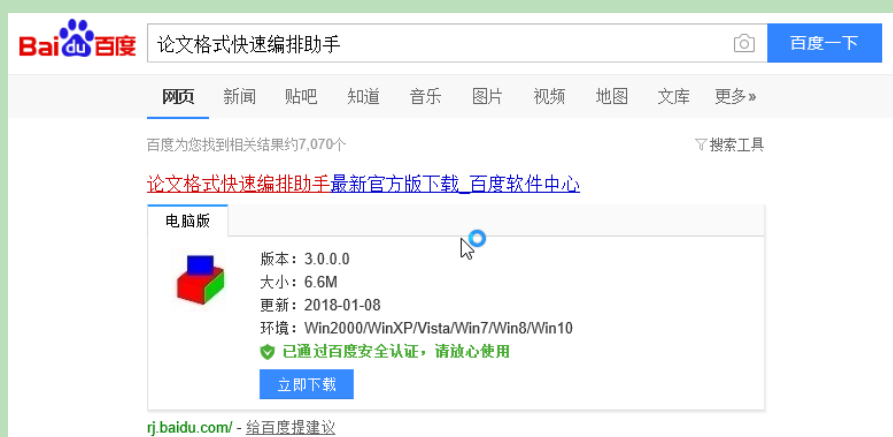 Bai du 百度 论文格式快速编排助手 百度一下
网页 新闻 贴吧 知道 音乐 图片 视频 地图 文库 更多»
百度为您找到相关结果约7,070个 搜索工具
论文格式快速编排助手最新官方版下载_百度软件中心
电脑版
版本：3.0.0.0
大小：6.6M
更新：2018-01-08
环境：Win2000/WinXP/Vista/Win7/Win8/Win10
已通过百度安全认证，请放心使用
立即下载
rj.baidu.com/ - 给百度提建议